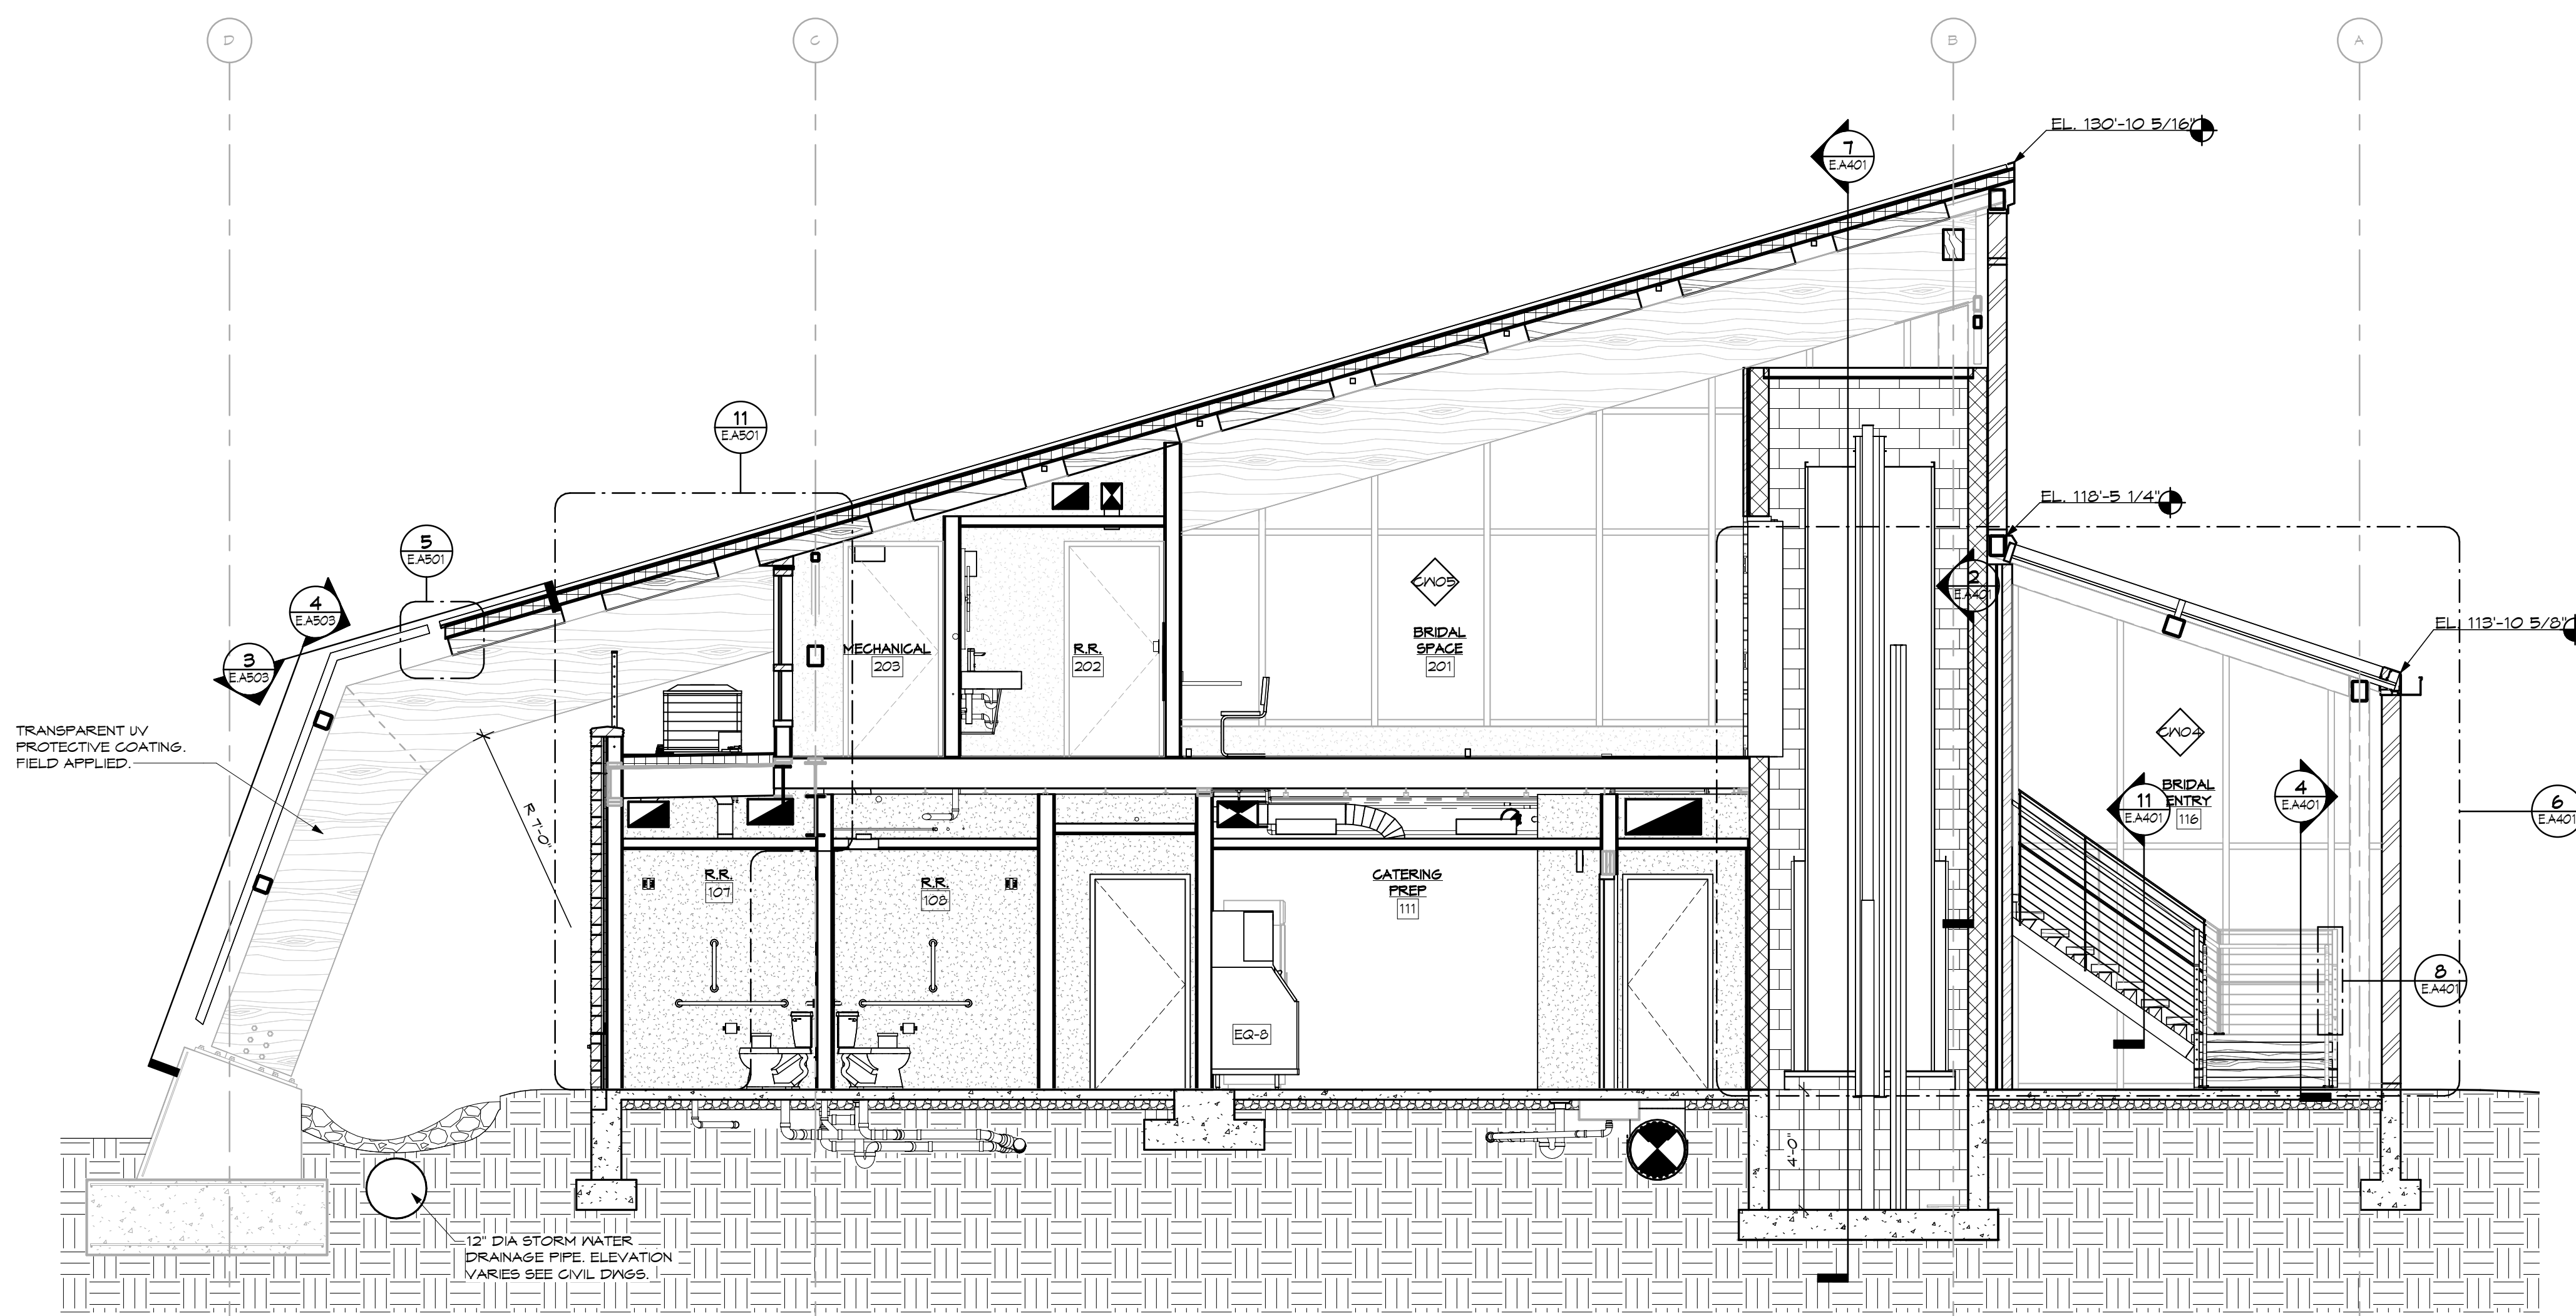 D
C
B
A
EL. 130'-10 5/16"
7
E.A401
11
E.A501
5
E.A501
4
E.A503
3
E.A503
EL. 118'-5 1/4"
CW05
2
E.A401
EL. 113'-10 5/8"
MECHANICAL
203
R.R.
202
BRIDAL
SPACE
201
CW04
TRANSPARENT UV
PROTECTIVE COATING.
FIELD APPLIED.
R 7'-0"
BRIDAL
ENTRY
116
11
E.A401
4
E.A401
6
E.A401
R.R.
107
R.R.
108
CATERING
PREP
111
8
E.A401
EQ-8
4'-0"
12" DIA STORM WATER
DRAINAGE PIPE. ELEVATION
VARIES SEE CIVIL DWGS.